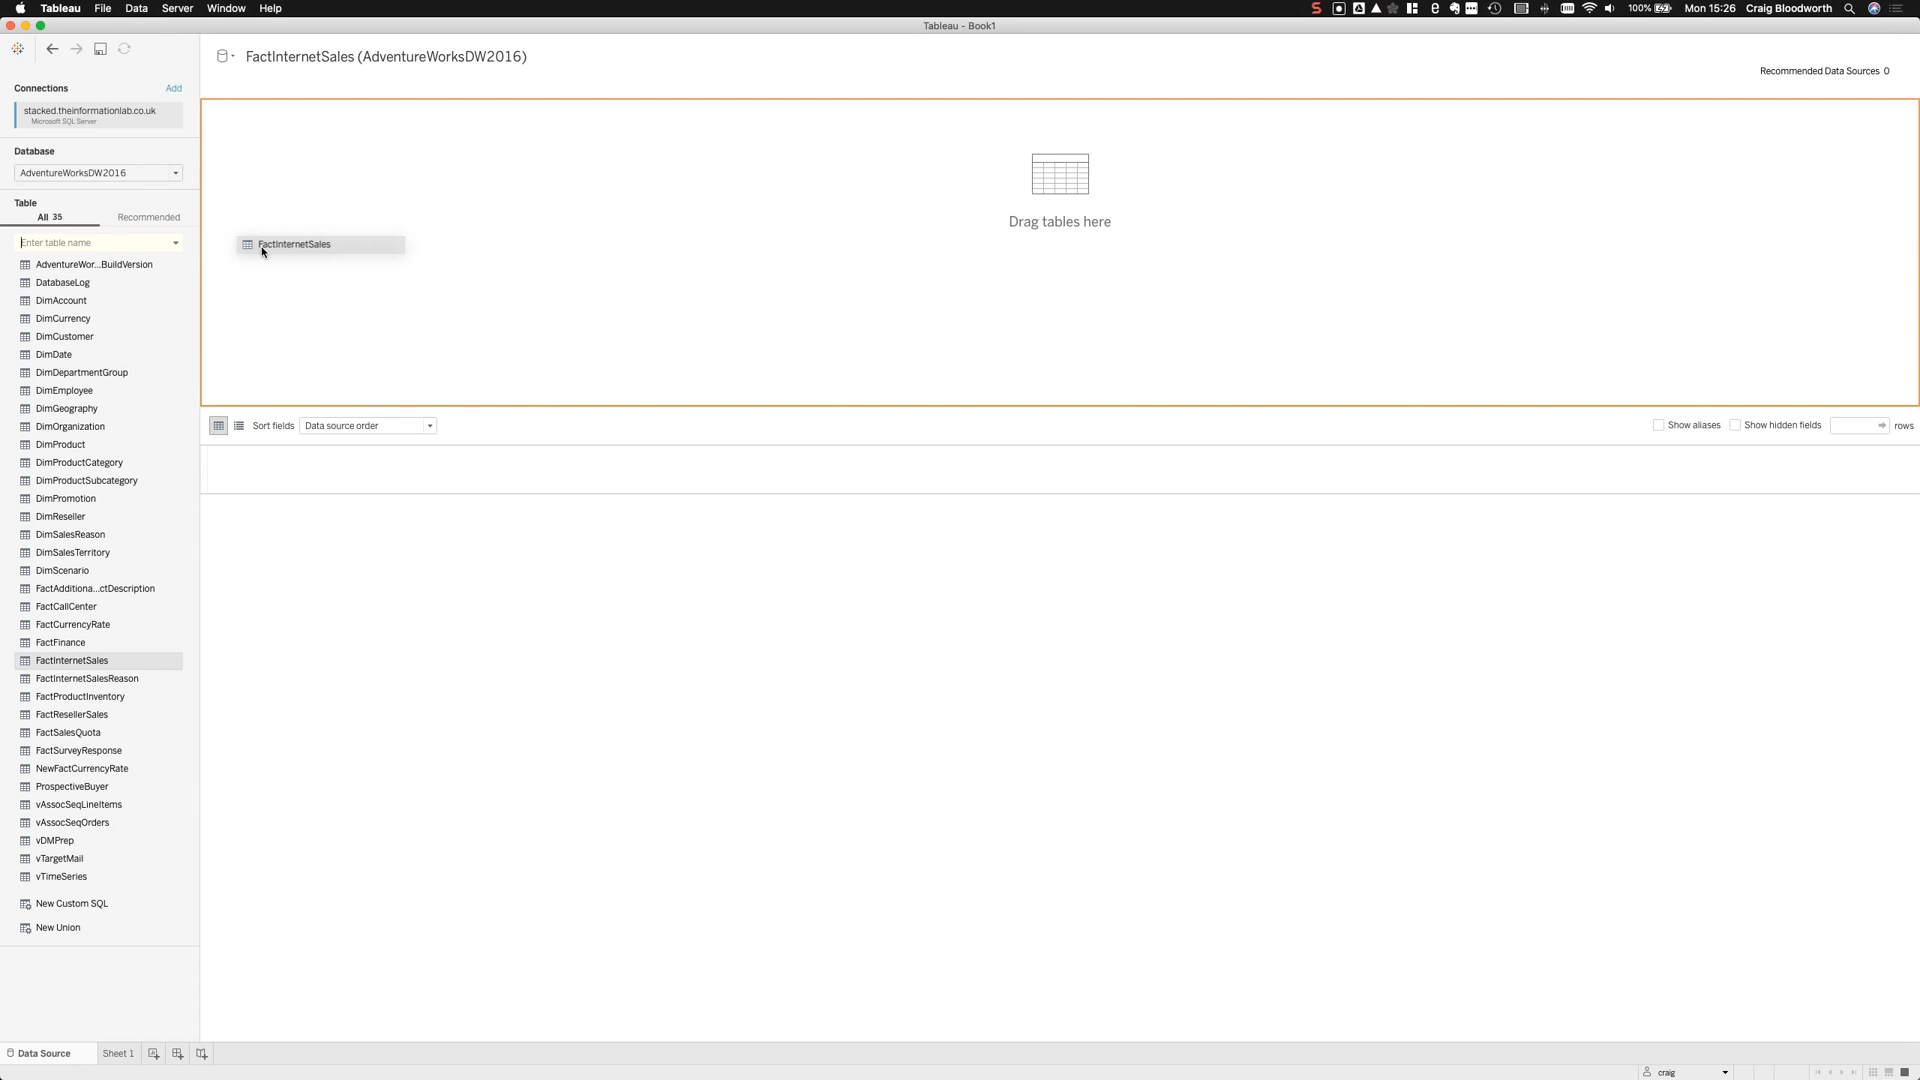 Tableau File Data Server Window Help 100% Mon 15:26 Craig Bloodworth
Tableau - Book1
FactInternetSales (AdventureWorksDW2016)
Recommended Data Sources 0
Connections Add
stacked.theinformationlab.co.uk
Microsoft SQL Server
Database
AdventureWorksDW2016
Table
All 35 Recommended
Enter table name
AdventureWor...BuildVersion
DatabaseLog
DimAccount
DimCurrency
DimCustomer
DimDate
DimDepartmentGroup
DimEmployee
DimGeography
DimOrganization
DimProduct
DimProductCategory
DimProductSubcategory
DimPromotion
DimReseller
DimSalesReason
DimSalesTerritory
DimScenario
FactAdditiona...ctDescription
FactCallCenter
FactCurrencyRate
FactFinance
FactInternetSales
FactInternetSalesReason
FactProductInventory
FactResellerSales
FactSalesQuota
FactSurveyResponse
NewFactCurrencyRate
ProspectiveBuyer
vAssocSeqLineItems
vAssocSeqOrders
vDMPrep
vTargetMail
vTimeSeries
New Custom SQL
New Union
Drag tables here
FactInternetSales
Sort fields Data source order Show aliases Show hidden fields rows
Data Source Sheet 1
craig